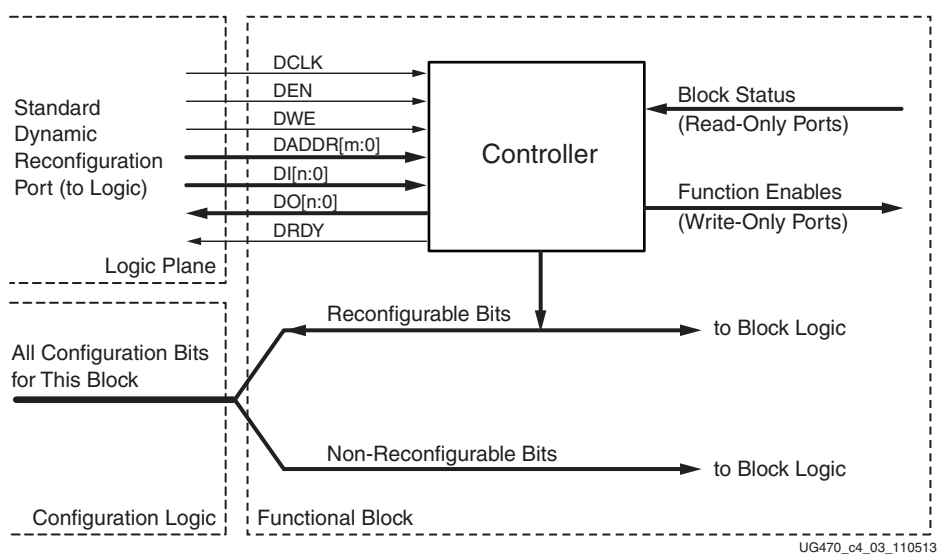 DCLK
DEN
DWE
DADDR[m:0]
DI[n:0]
DO[n:0]
DRDY
Standard
Dynamic
Reconfiguration
Port (to Logic)
Logic Plane
Controller
Block Status
(Read-Only Ports)
Function Enables
(Write-Only Ports)
Reconfigurable Bits
to Block Logic
All Configuration Bits
for This Block
Non-Reconfigurable Bits
to Block Logic
Configuration Logic
Functional Block
UG470_c4_03_110513